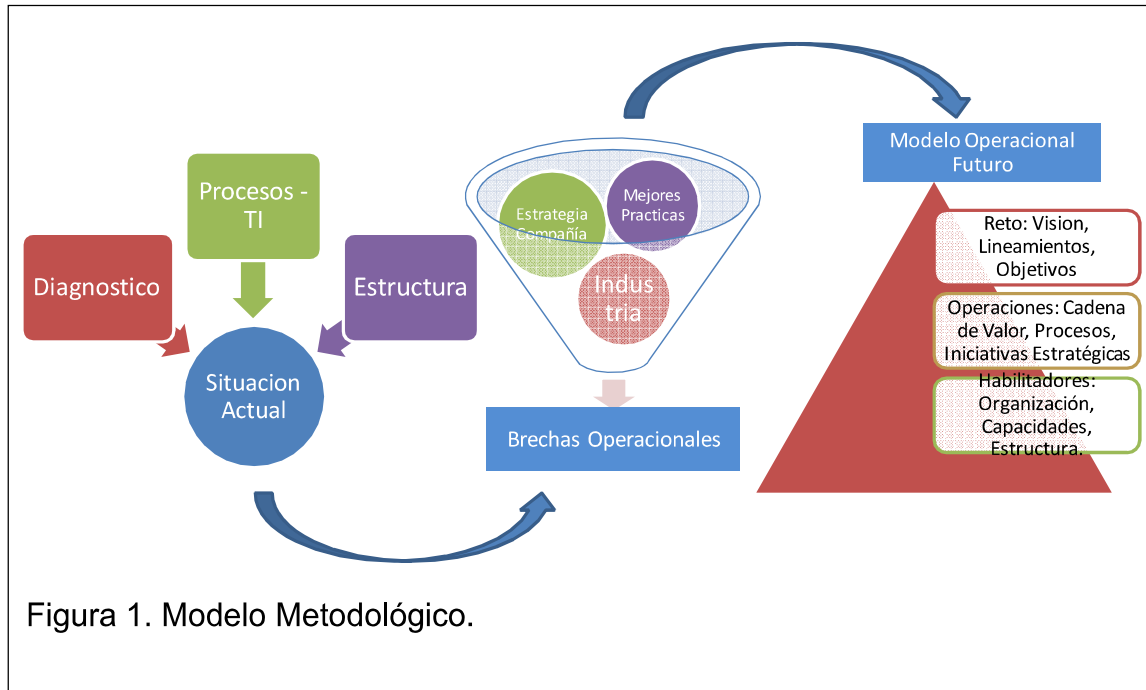 Diagnostico
Procesos -
TI
Estructura
Situacion
Actual
Estrategia
Compañía
Mejores
Practicas
Indus
tria
Brechas Operacionales
Modelo Operacional
Futuro
Reto: Vision,
Lineamientos,
Objetivos
Operaciones: Cadena
de Valor, Procesos,
Iniciativas Estratégicas
Habilitadores:
Organización,
Capacidades,
Estructura.
Figura 1. Modelo Metodológico.